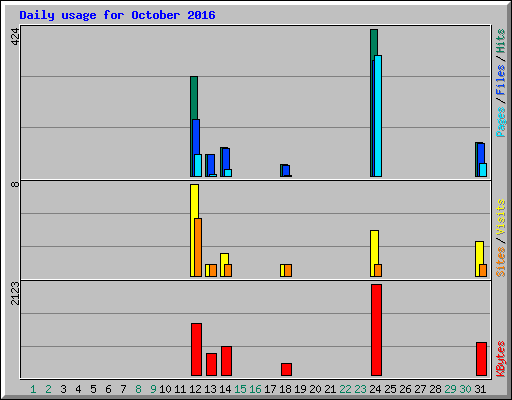 Daily usage for October 2016
424
Pages/Files/Hits
8
Sites/Visits
2123
KBytes
1 2 3 4 5 6 7 8 9 10 11 12 13 14 15 16 17 18 19 20 21 22 23 24 25 26 27 28 29 30 31